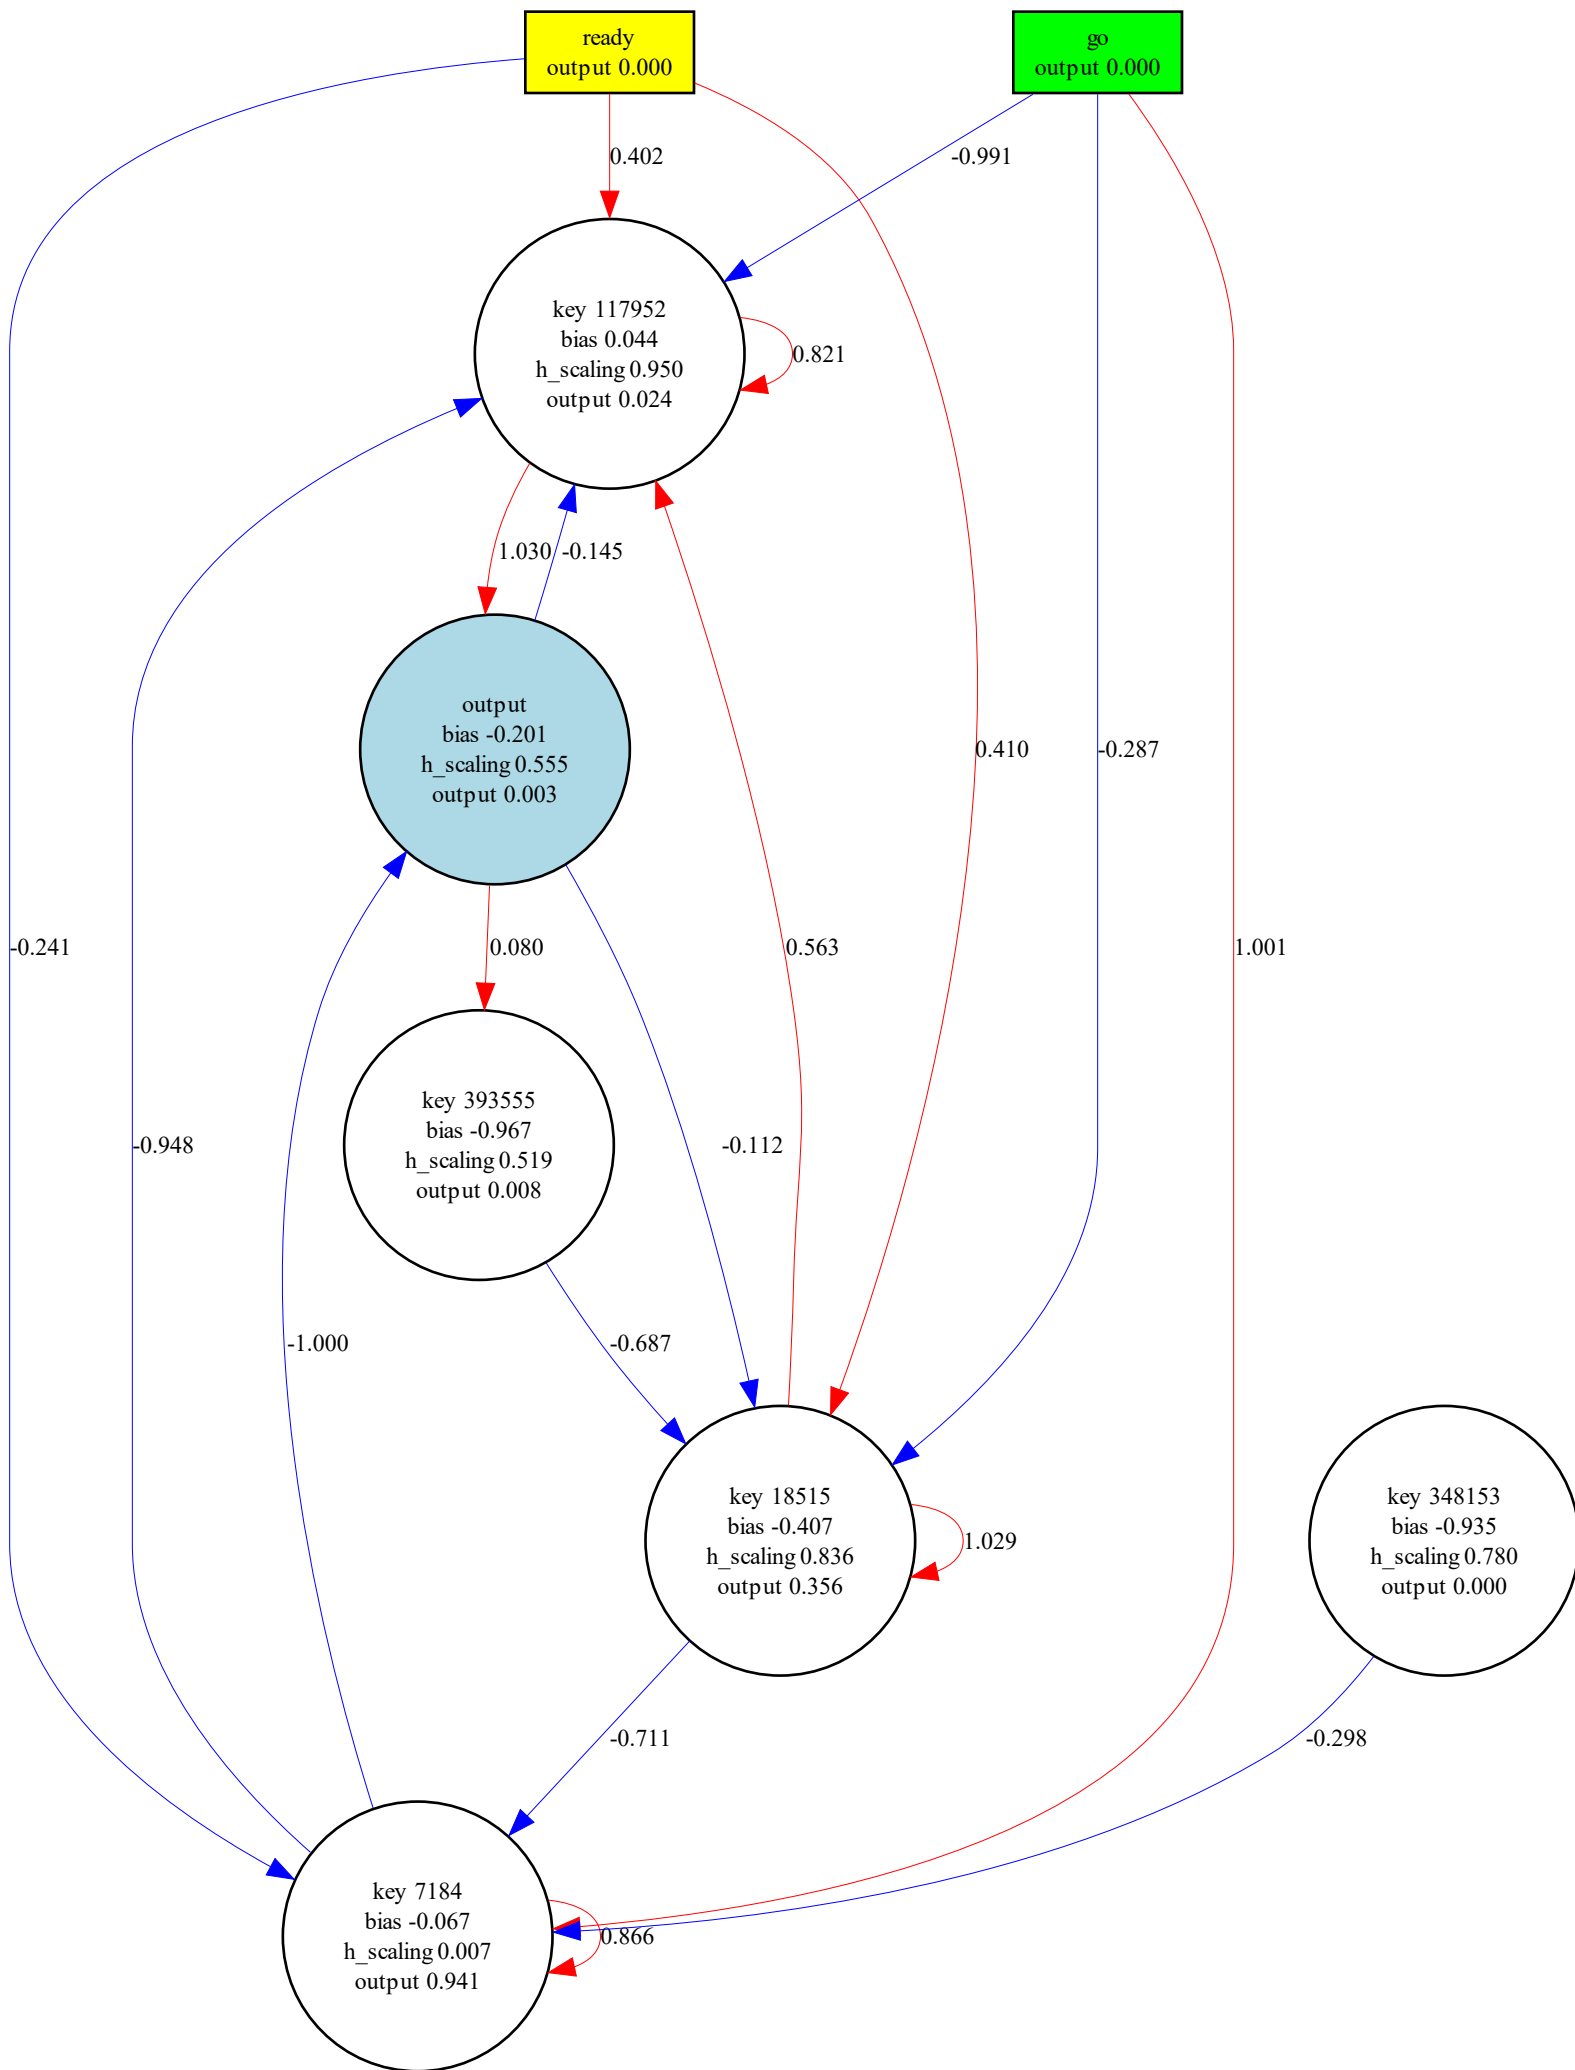 ready
output 0.000
go
output 0.000
0.402
-0.991
key 117952
bias 0.044
h_scaling 0.950
output 0.024
0.821
1.030
-0.145
output
bias -0.201
h_scaling 0.555
output 0.003
0.410
-0.287
-0.241
0.080
0.563
1.001
key 393555
bias -0.967
h_scaling 0.519
output 0.008
-0.948
-0.112
-1.000
-0.687
key 18515
bias -0.407
h_scaling 0.836
output 0.356
1.029
key 348153
bias -0.935
h_scaling 0.780
output 0.000
-0.711
-0.298
key 7184
bias -0.067
h_scaling 0.007
output 0.941
0.866